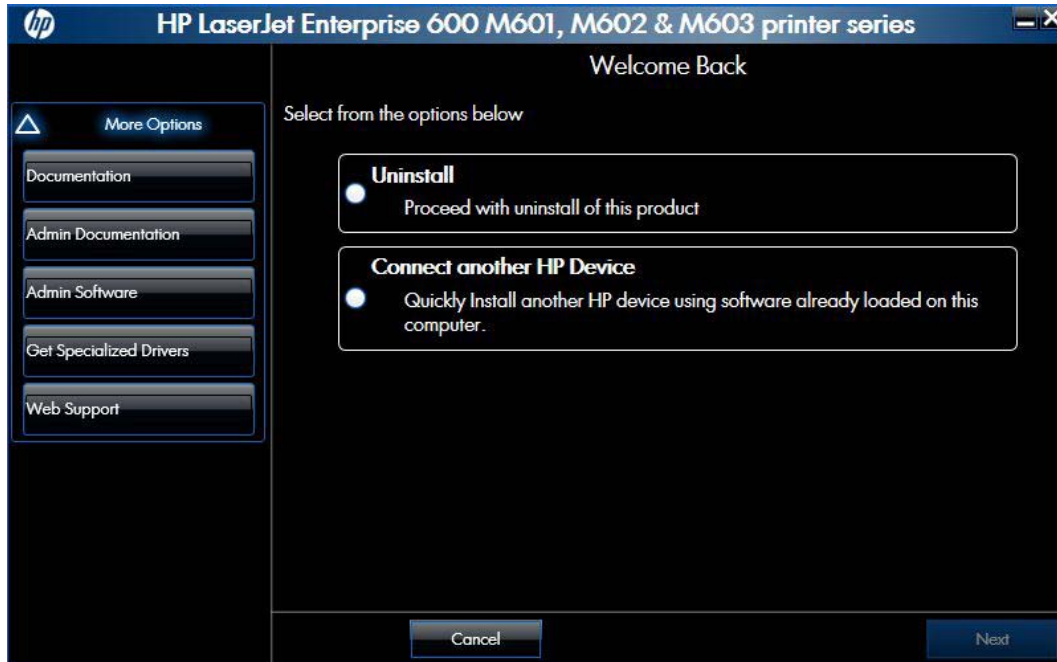 hp
HP LaserJet Enterprise 600 M601, M602 & M603 printer series
Welcome Back
More Options
Documentation
Admin Documentation
Admin Software
Get Specialized Drivers
Web Support
Select from the options below
Uninstall
Proceed with uninstall of this product
Connect another HP Device
Quickly Install another HP device using software already loaded on this
computer.
Cancel
Next